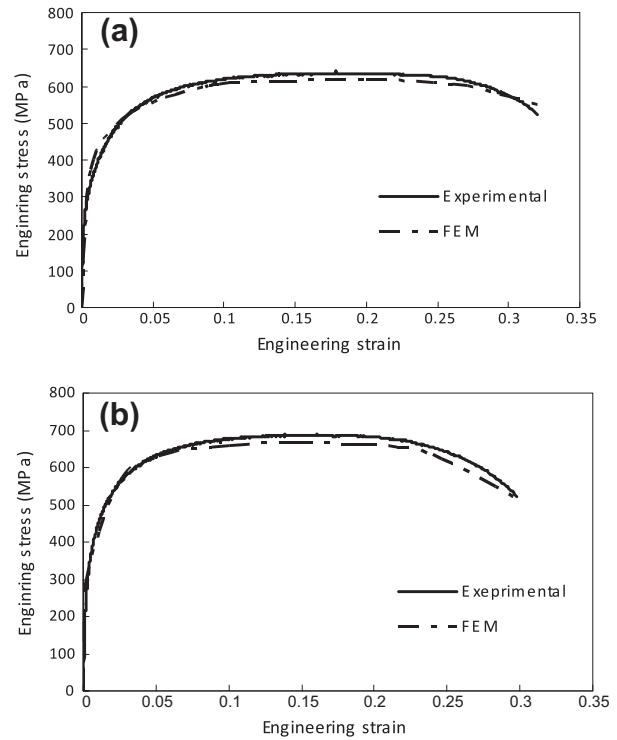 (a)
800
700
600
500
400
300
200
100
0
Enginring stress (MPa)
Experimental
FEM
0 0.05 0.1 0.15 0.2 0.25 0.3 0.35
Engineering strain
(b)
800
700
600
500
400
300
200
100
0
Enginring stress (MPa)
Exeprimental
FEM
0 0.05 0.1 0.15 0.2 0.25 0.3 0.35
Engineering strain